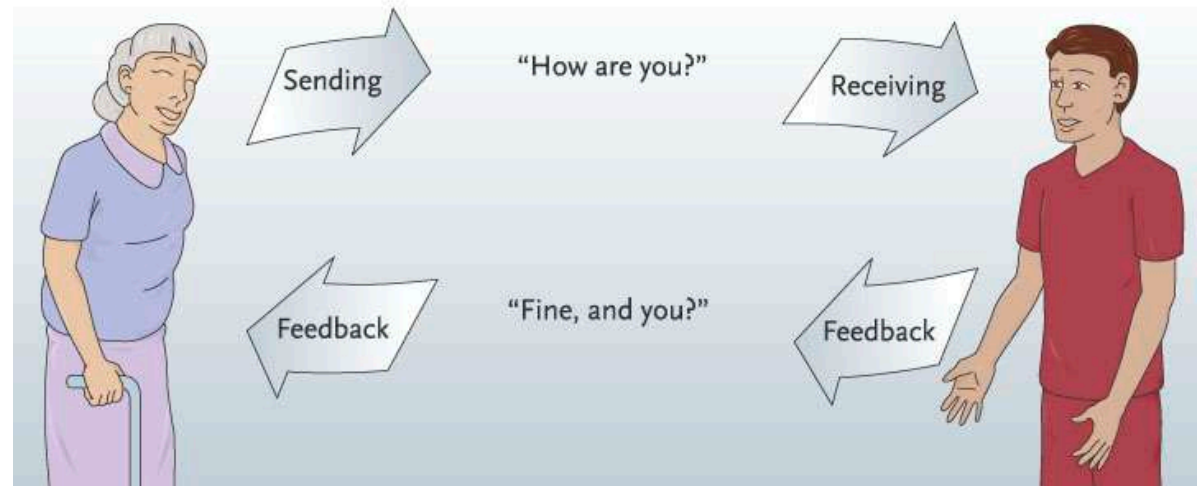 Sending
“How are you?”
Receiving
Feedback
“Fine, and you?”
Feedback